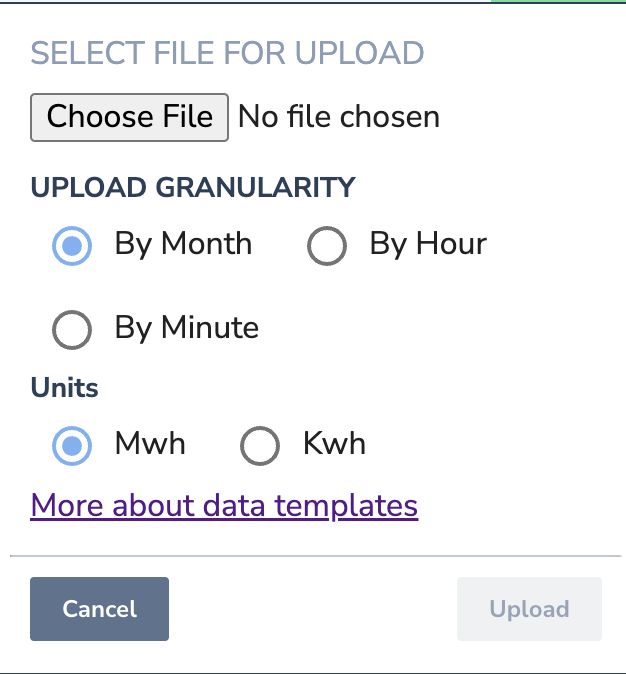 SELECT FILE FOR UPLOAD
Choose File No file chosen
UPLOAD GRANULARITY
By Month By Hour
By Minute
Units
Mwh Kwh
More about data templates
Cancel Upload